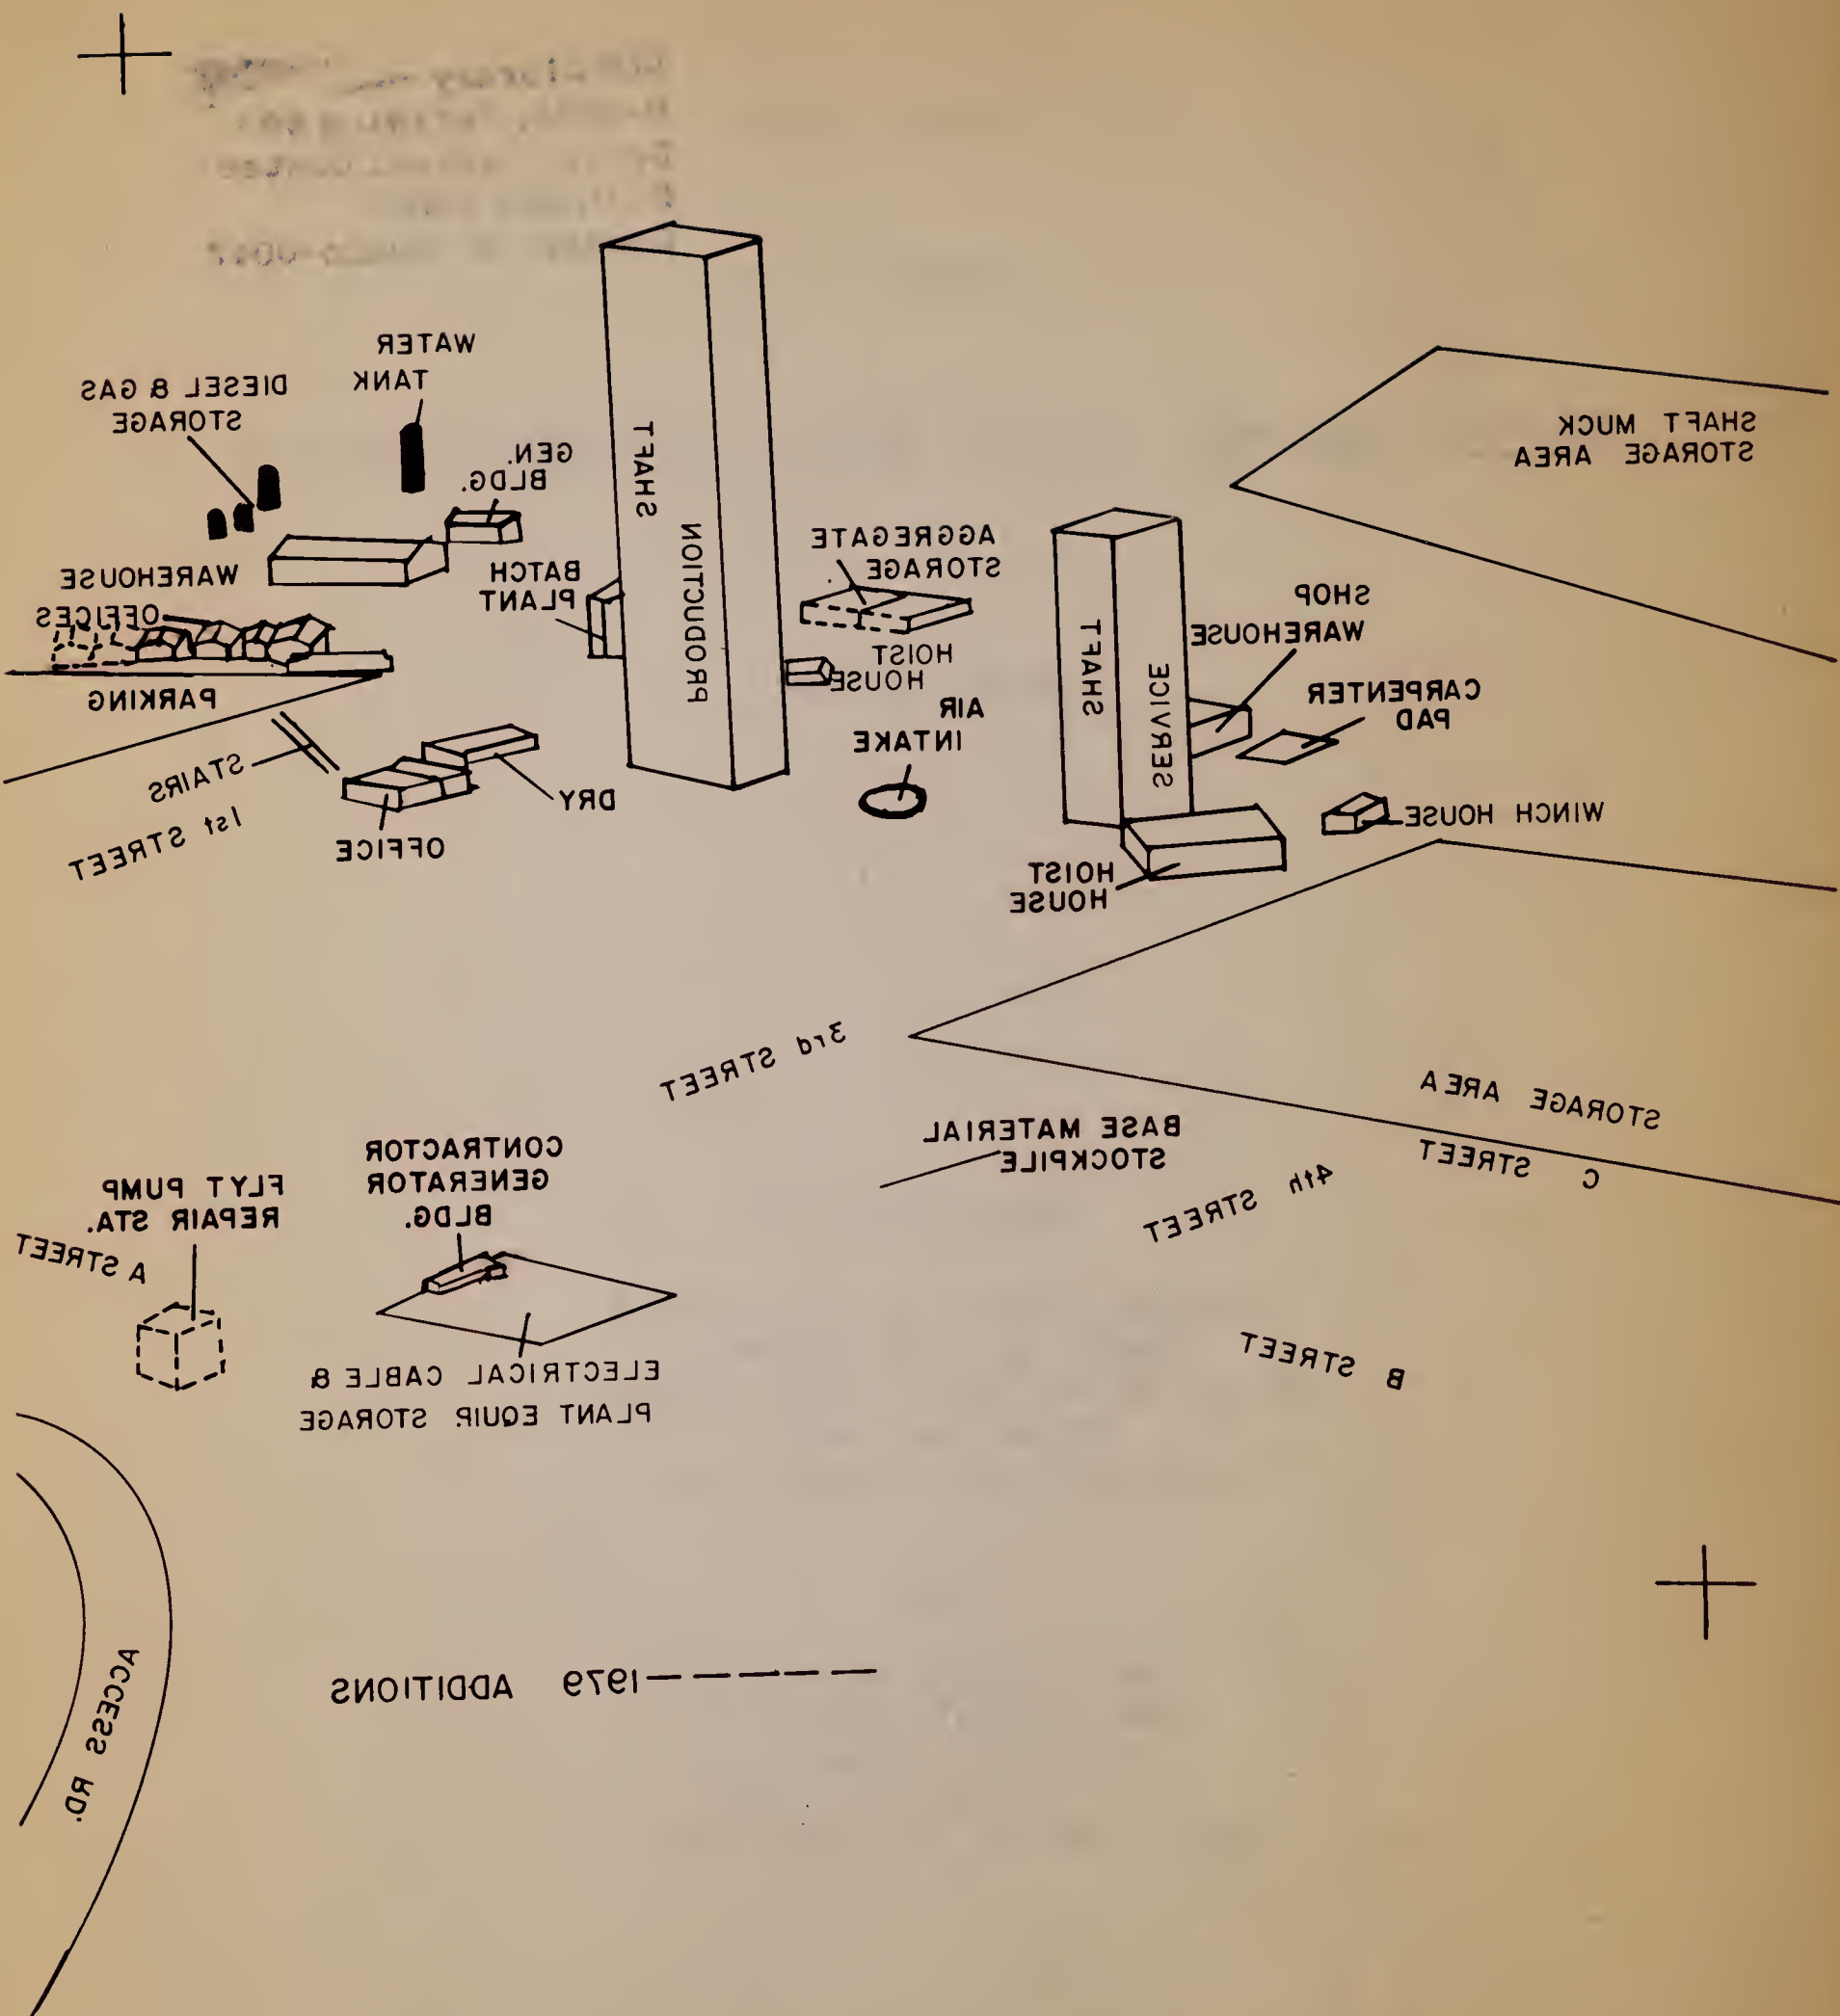 WATER
TANK
DIESEL & GAS
STORAGE
GEN.
BLDG.
SHAFT
PRODUCTION
SHAFT MUCK
STORAGE AREA
AGGREGATE
STORAGE
BATCH
PLANT
WAREHOUSE
OFFICES
SHOP
WAREHOUSE
SHAFT
SERVICE
HOIST
HOUSE
CARPENTER
PAD
PARKING
AIR
INTAKE
STAIRS
1st STREET
DRY
OFFICE
WINCH HOUSE
HOIST
HOUSE
3rd STREET
STORAGE AREA
C STREET
BASE MATERIAL
STOCKPILE
4th STREET
CONTRACTOR
GENERATOR
BLDG.
FLYT PUMP
REPAIR STA.
A STREET
B STREET
ELECTRICAL CABLE &
PLANT EQUIP. STORAGE
ACCESS RD.
1979 ADDITIONS